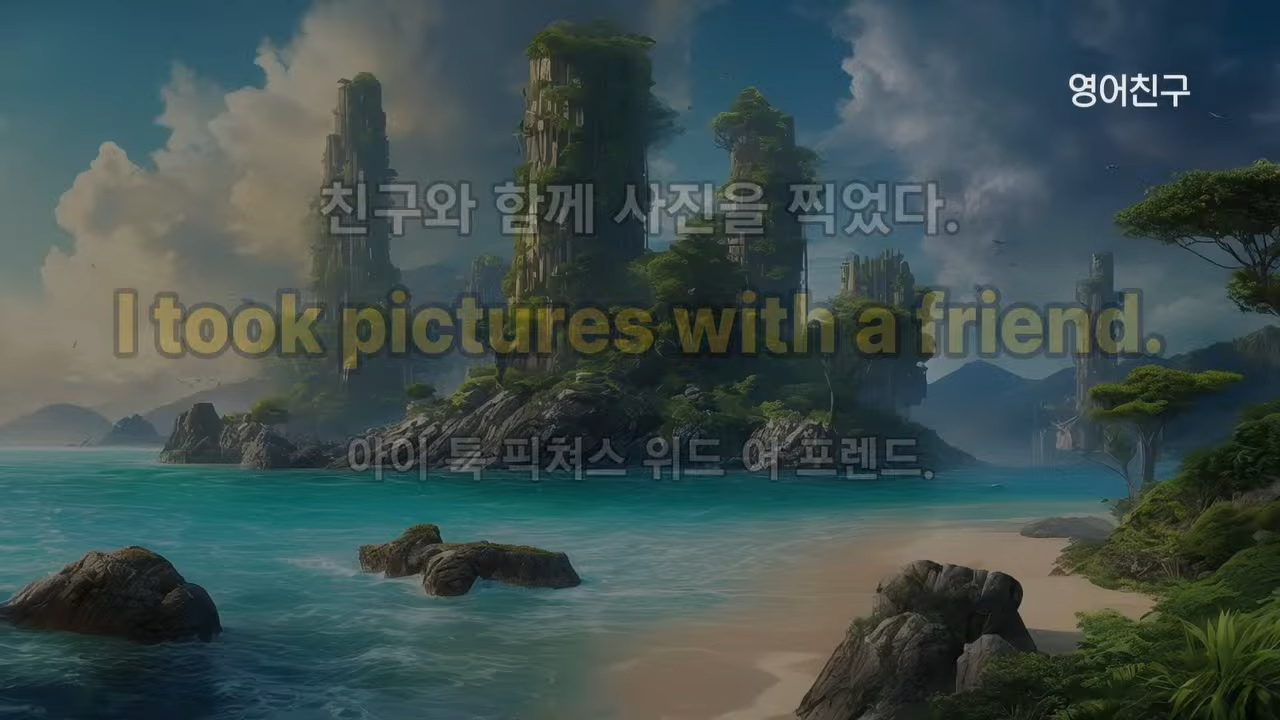 영어친구
친구와 함께 사진을 찍었다.
I took pictures with a friend.
아이 툭 픽쳐스 위드 어 프렌드.